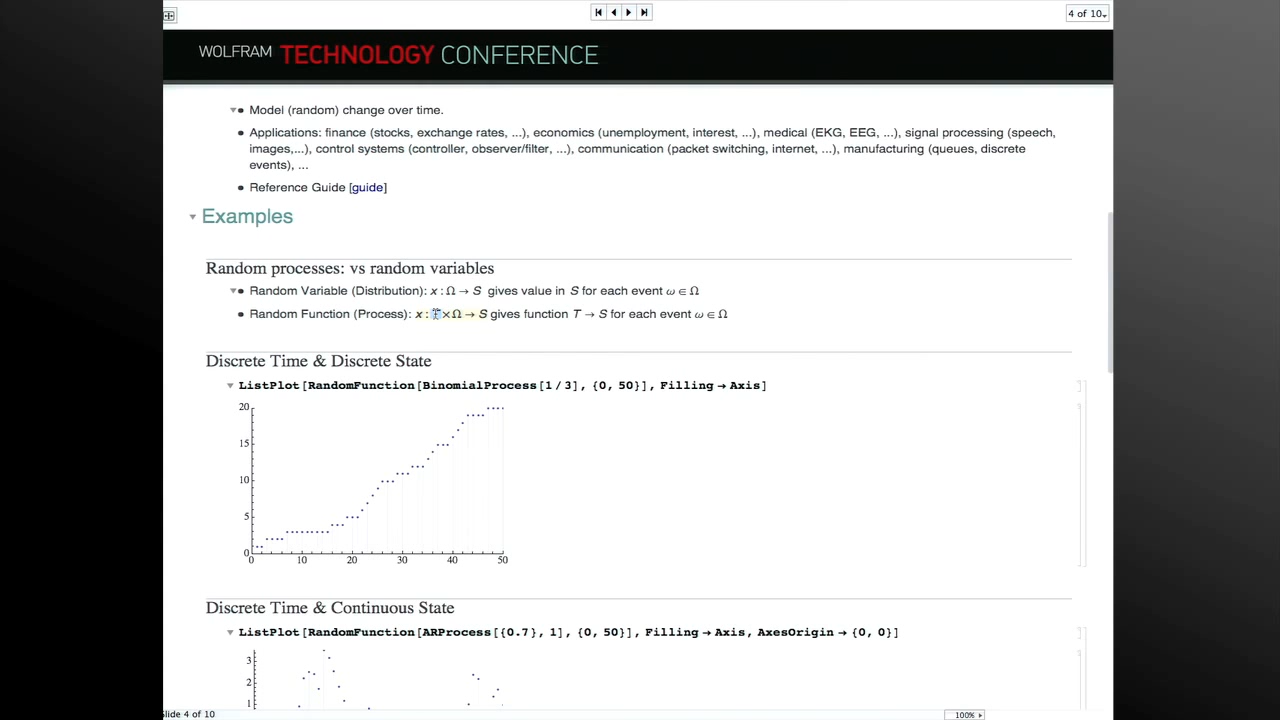 4 of 10
WOLFRAM TECHNOLOGY CONFERENCE
Model (random) change over time.
Applications: finance (stocks, exchange rates, ...), economics (unemployment, interest, ...), medical (EKG, EEG, ...), signal processing (speech,
images,...), control systems (controller, observer/filter, ...), communication (packet switching, internet, ...), manufacturing (queues, discrete
events), ...
Reference Guide [guide]
Examples
Random processes: vs random variables
Random Variable (Distribution): x : Ω → S gives value in S for each event ω ∈ Ω
Random Function (Process): x : T × Ω → S gives function T → S for each event ω ∈ Ω
Discrete Time & Discrete State
ListPlot[RandomFunction[BinomialProcess[1/3], {0, 50}], Filling → Axis]
20
15
10
5
0
0 10 20 30 40 50
Discrete Time & Continuous State
ListPlot[RandomFunction[ARProcess[{0.7}, 1], {0, 50}], Filling → Axis, AxesOrigin → {0, 0}]
3
2
1
Slide 4 of 10
100%